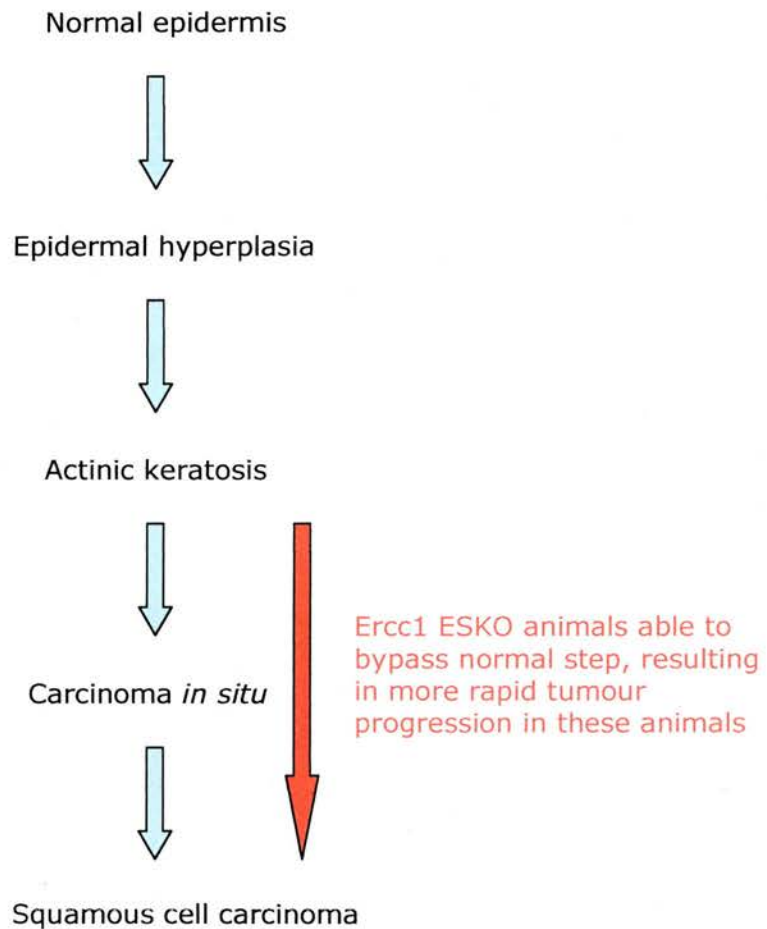 Normal epidermis
Epidermal hyperplasia
Actinic keratosis
Ercc1 ESKO animals able to
bypass normal step, resulting
in more rapid tumour
progression in these animals
Carcinoma in situ
Squamous cell carcinoma